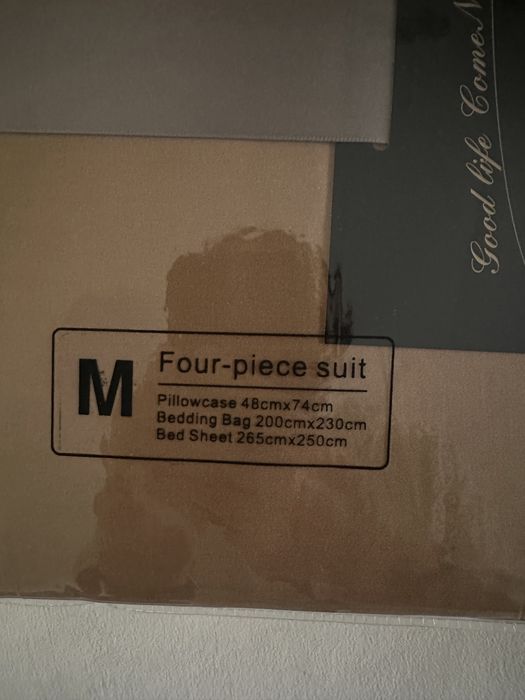 Good life Come
M
Four-piece suit
Pillowcase 48cmx74cm
Bedding Bag 200cmx230cm
Bed Sheet 265cmx250cm